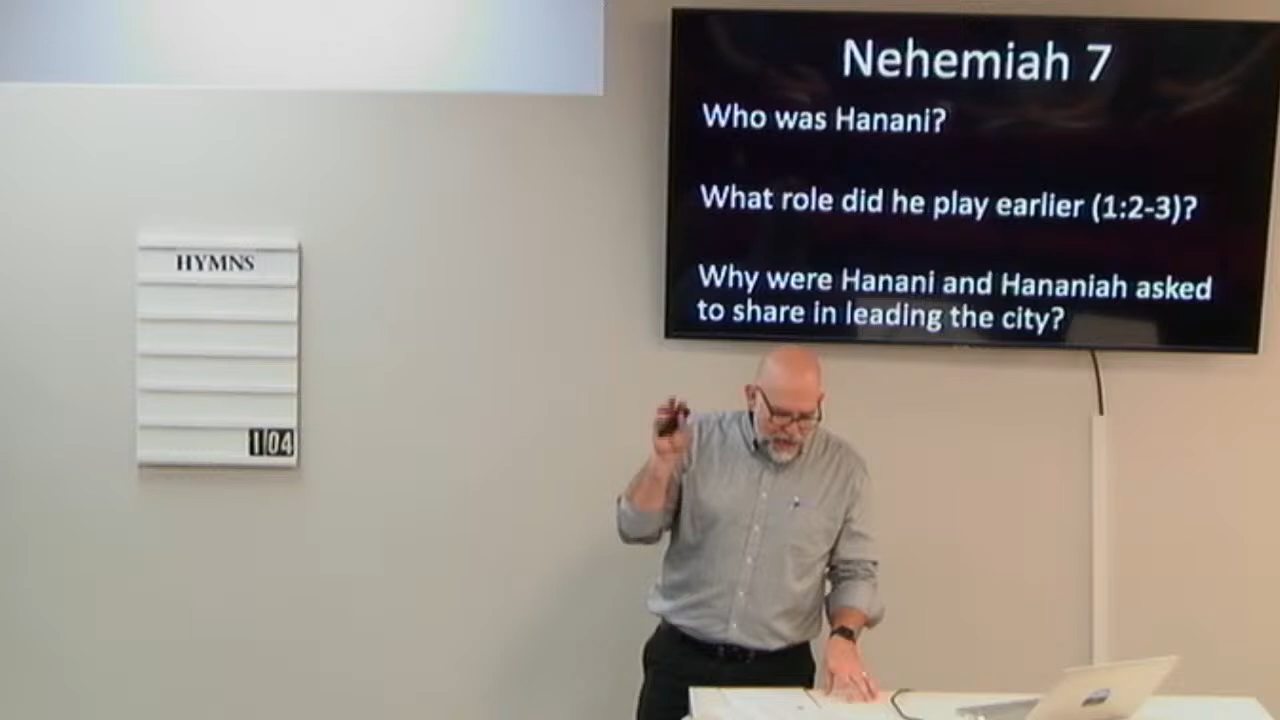 Nehemiah 7
Who was Hanani?
What role did he play earlier (1:2-3)?
Why were Hanani and Hananiah asked
to share in leading the city?
HYMNS
104